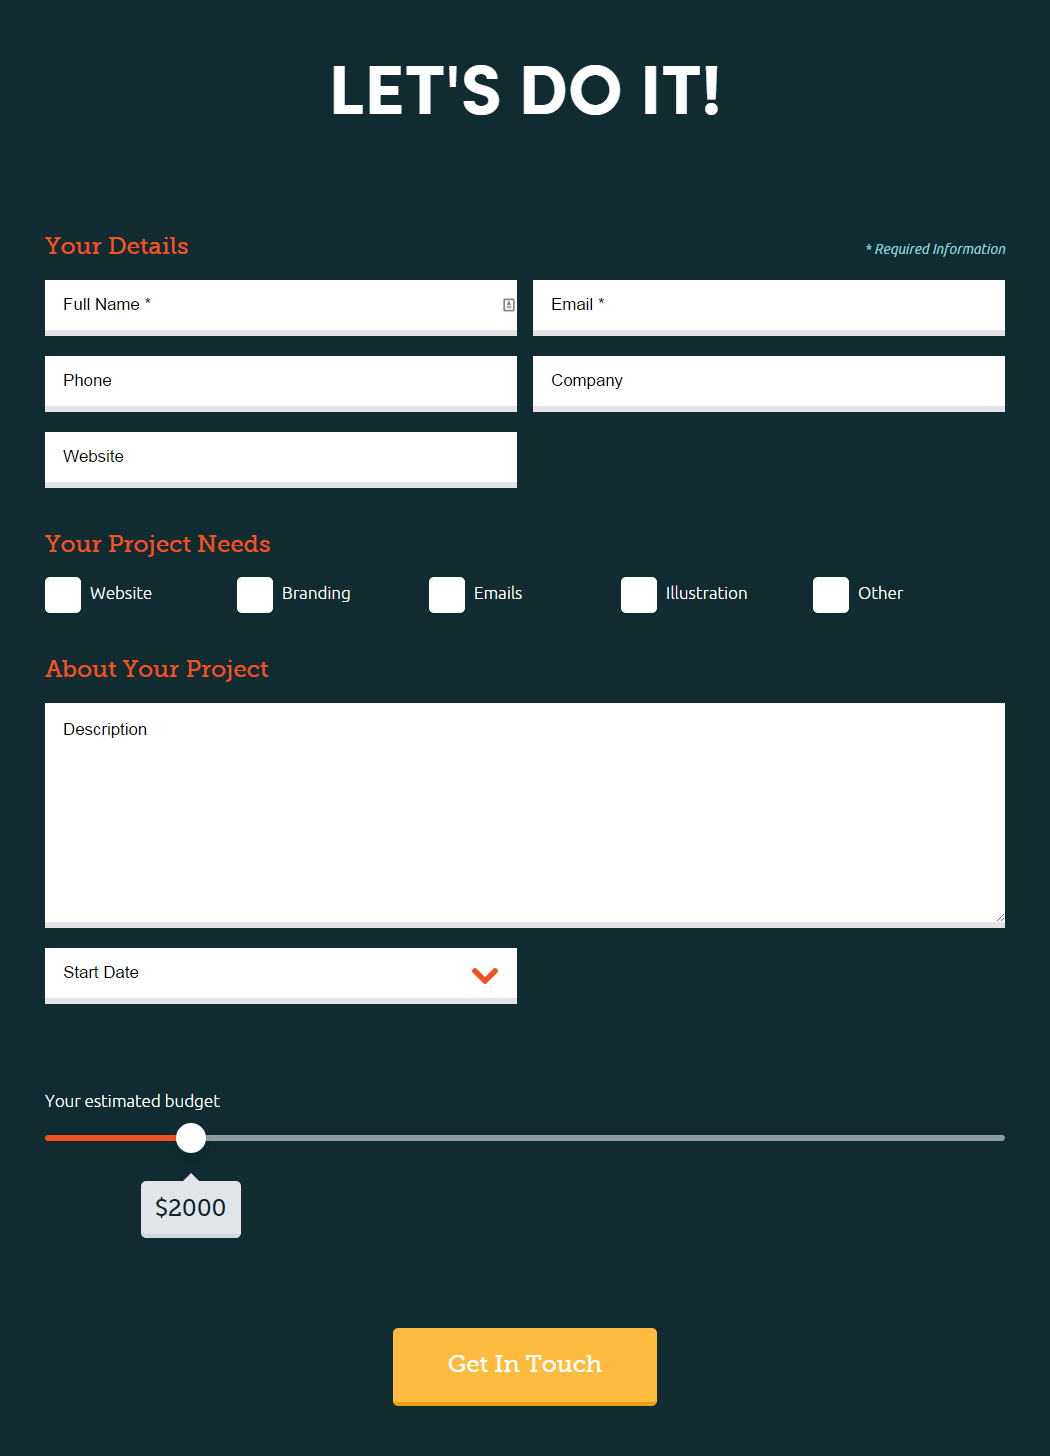 LET'S DO IT!
Your Details
* Required Information
Full Name *
Email *
Phone
Company
Website
Your Project Needs
Website
Branding
Emails
Illustration
Other
About Your Project
Description
Start Date
Your estimated budget
$2000
Get In Touch